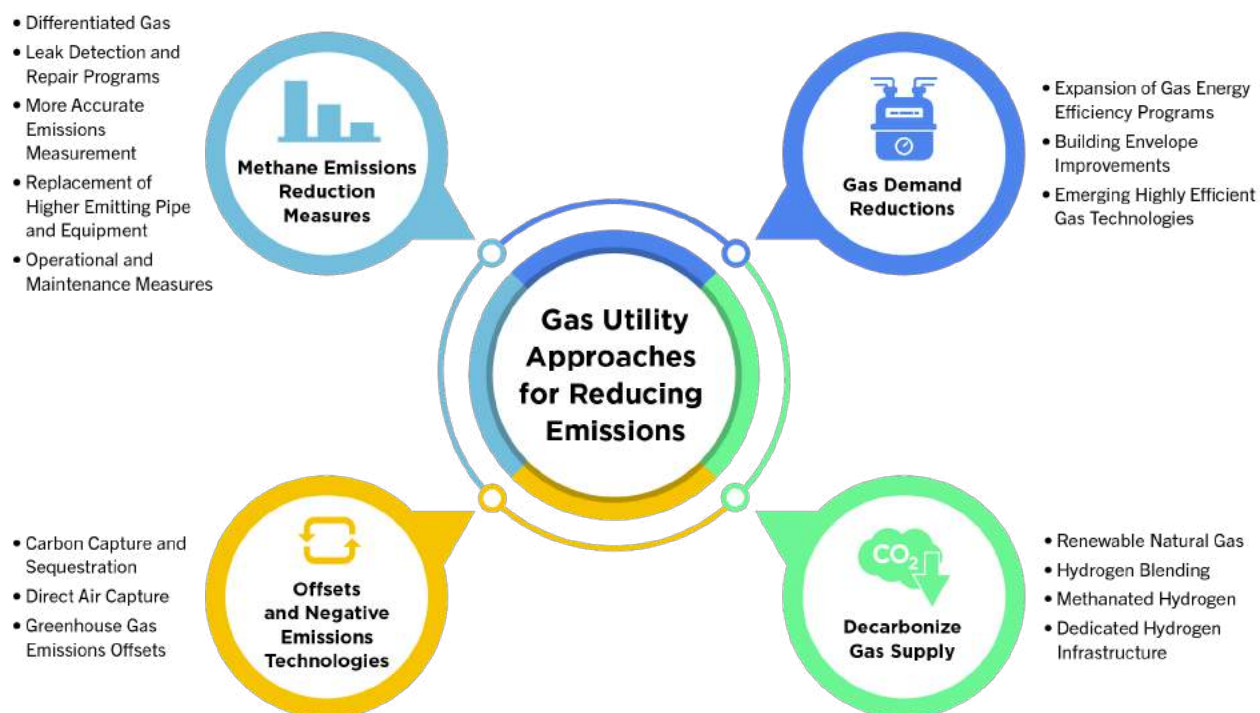 • Differentiated Gas
• Leak Detection and
Repair Programs
• More Accurate
Emissions
Measurement
• Replacement of
Higher Emitting Pipe
and Equipment
• Operational and
Maintenance Measures
Methane Emissions
Reduction
Measures
Gas Demand
Reductions
• Expansion of Gas Energy
Efficiency Programs
• Building Envelope
Improvements
• Emerging Highly Efficient
Gas Technologies
Gas Utility
Approaches
for Reducing
Emissions
• Carbon Capture and
Sequestration
• Direct Air Capture
• Greenhouse Gas
Emissions Offsets
Offsets
and Negative
Emissions
Technologies
CO₂
Decarbonize
Gas Supply
• Renewable Natural Gas
• Hydrogen Blending
• Methanated Hydrogen
• Dedicated Hydrogen
Infrastructure